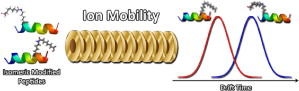 Ion Mobility
Isomeric Modified
Peptides
Drift Time